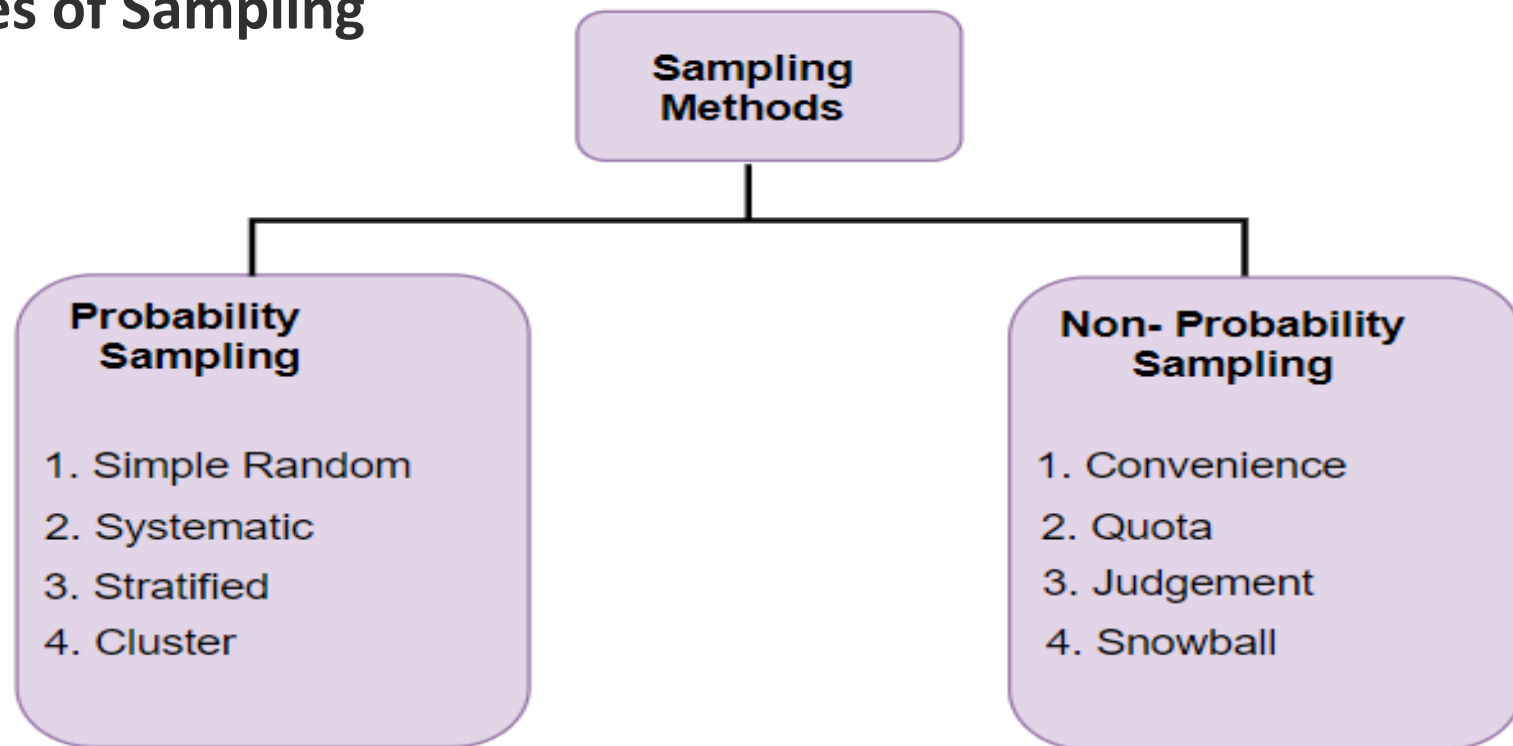 es of Sampling
Sampling
Methods
Probability
Sampling
1. Simple Random
2. Systematic
3. Stratified
4. Cluster
Non- Probability
Sampling
1. Convenience
2. Quota
3. Judgement
4. Snowball